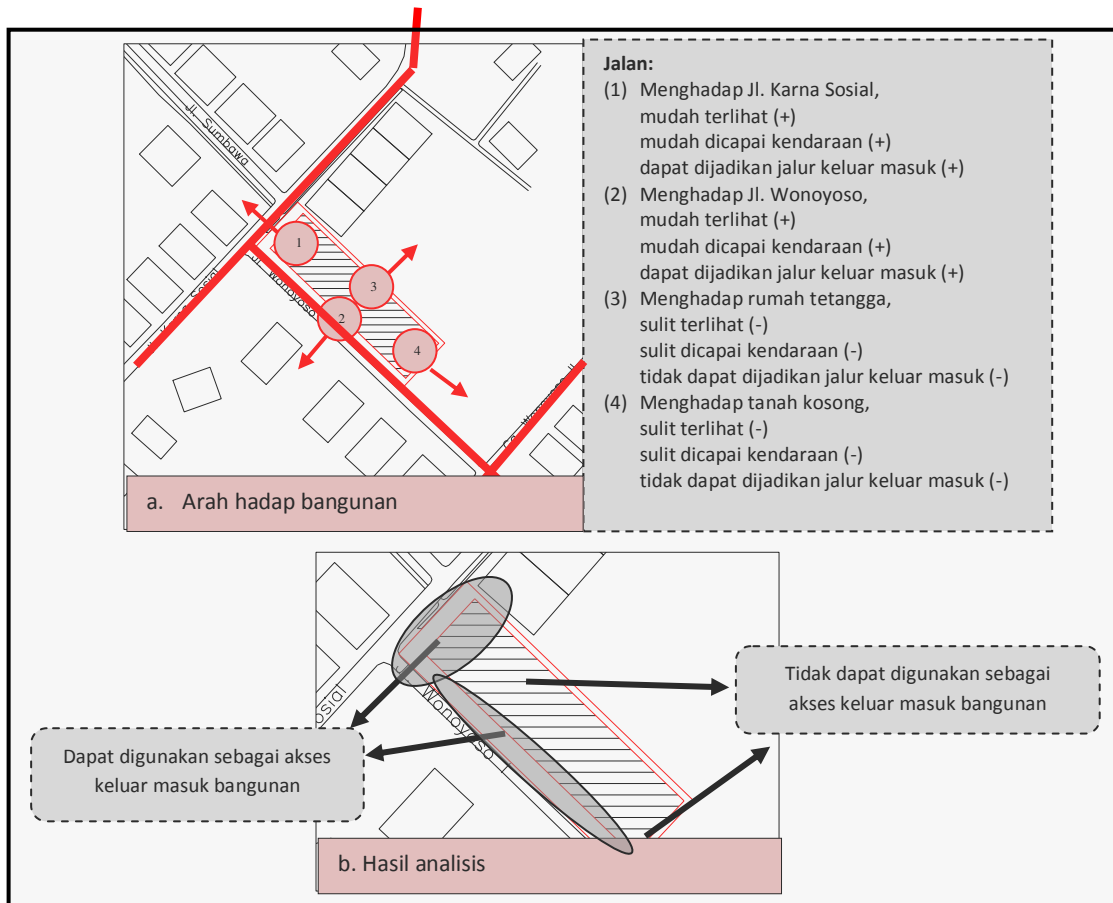 Jl. Sumbawa
Sosial
Jl. Wonoyoso
1
2
3
4
a. Arah hadap bangunan
Jalan:
(1) Menghadap Jl. Karna Sosial,
mudah terlihat (+)
mudah dicapai kendaraan (+)
dapat dijadikan jalur keluar masuk (+)
(2) Menghadap Jl. Wonoyoso,
mudah terlihat (+)
mudah dicapai kendaraan (+)
dapat dijadikan jalur keluar masuk (+)
(3) Menghadap rumah tetangga,
sulit terlihat (-)
sulit dicapai kendaraan (-)
tidak dapat dijadikan jalur keluar masuk (-)
(4) Menghadap tanah kosong,
sulit terlihat (-)
sulit dicapai kendaraan (-)
tidak dapat dijadikan jalur keluar masuk (-)
osial
Wonoyoso
Dapat digunakan sebagai akses
keluar masuk bangunan
Tidak dapat digunakan sebagai
akses keluar masuk bangunan
b. Hasil analisis